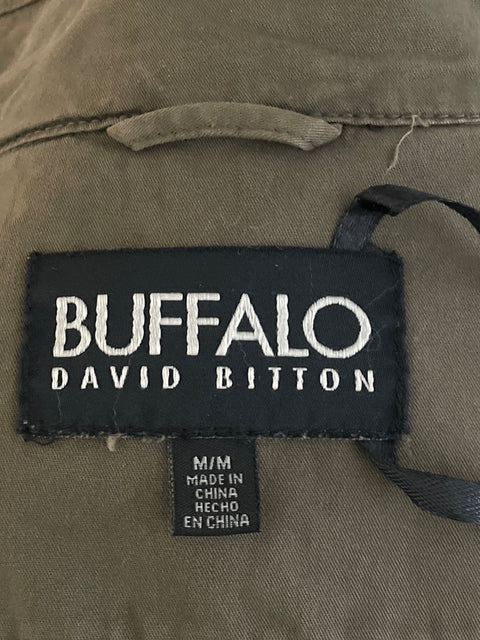 BUFFALO
DAVID BITTON
M/M
MADE IN
CHINA
HECHO
EN CHINA